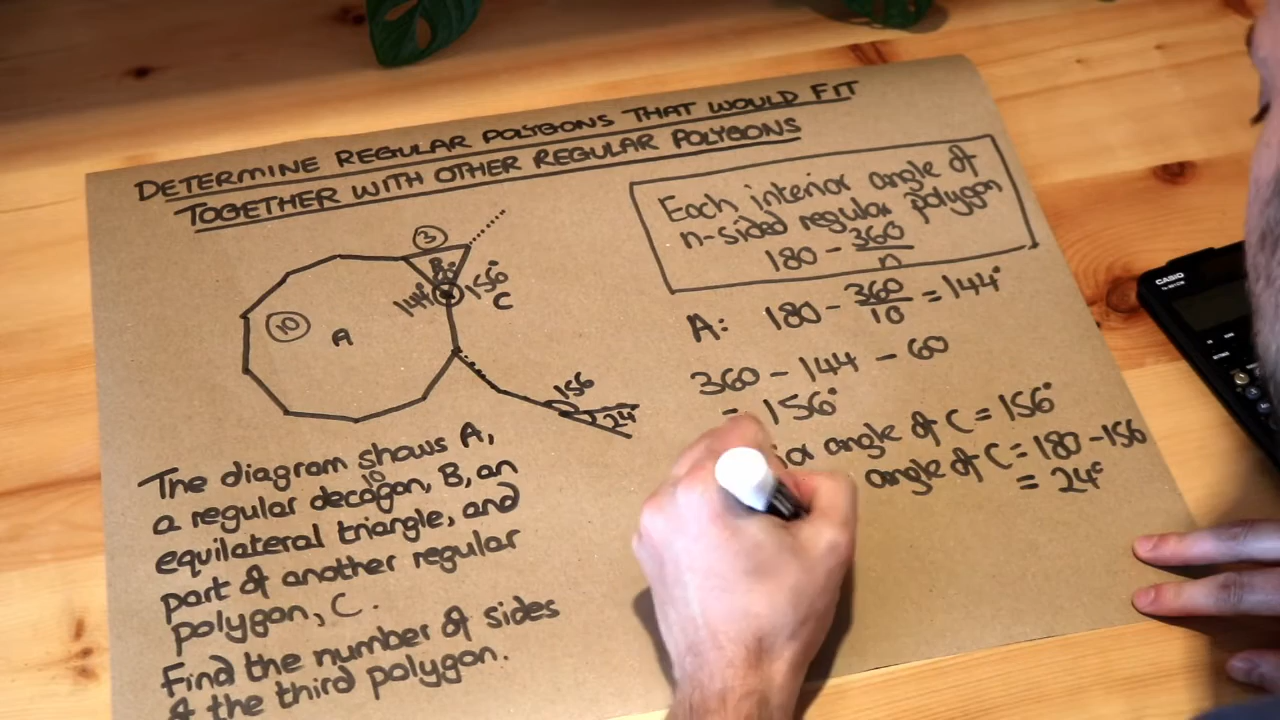 DETERMINE REGULAR POLYGONS THAT WOULD FIT
TOGETHER WITH OTHER REGULAR POLYGONS
Each interior angle of
n-sided regular polygon
180 - 360
n
3
B
60°
144°
156°
C
10
A
156
24°
A: 180 - 360 = 144°
10
360 - 144 - 60
= 156°
angle of C = 156°
angle of C = 180 - 156
= 24°
The diagram shows A,
10
a regular decagon, B, an
equilateral triangle, and
part of another regular
polygon, C.
Find the number of sides
of the third polygon.
CASIO